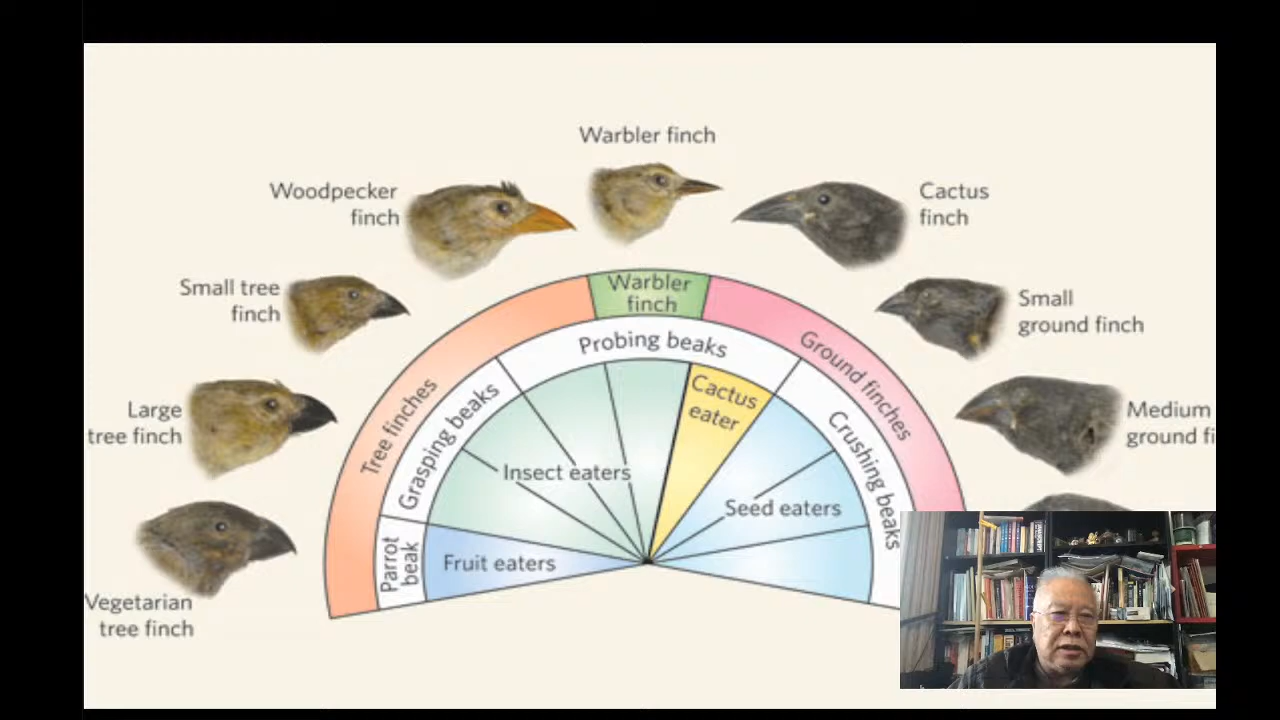 Warbler finch
Woodpecker
finch
Cactus
finch
Small tree
finch
Small
ground finch
Large
tree finch
Medium
ground fi
Vegetarian
tree finch
Warbler
finch
Tree finches
Ground finches
Probing beaks
Grasping beaks
Crushing beaks
Parrot
beak
Cactus
eater
Insect eaters
Seed eaters
Fruit eaters